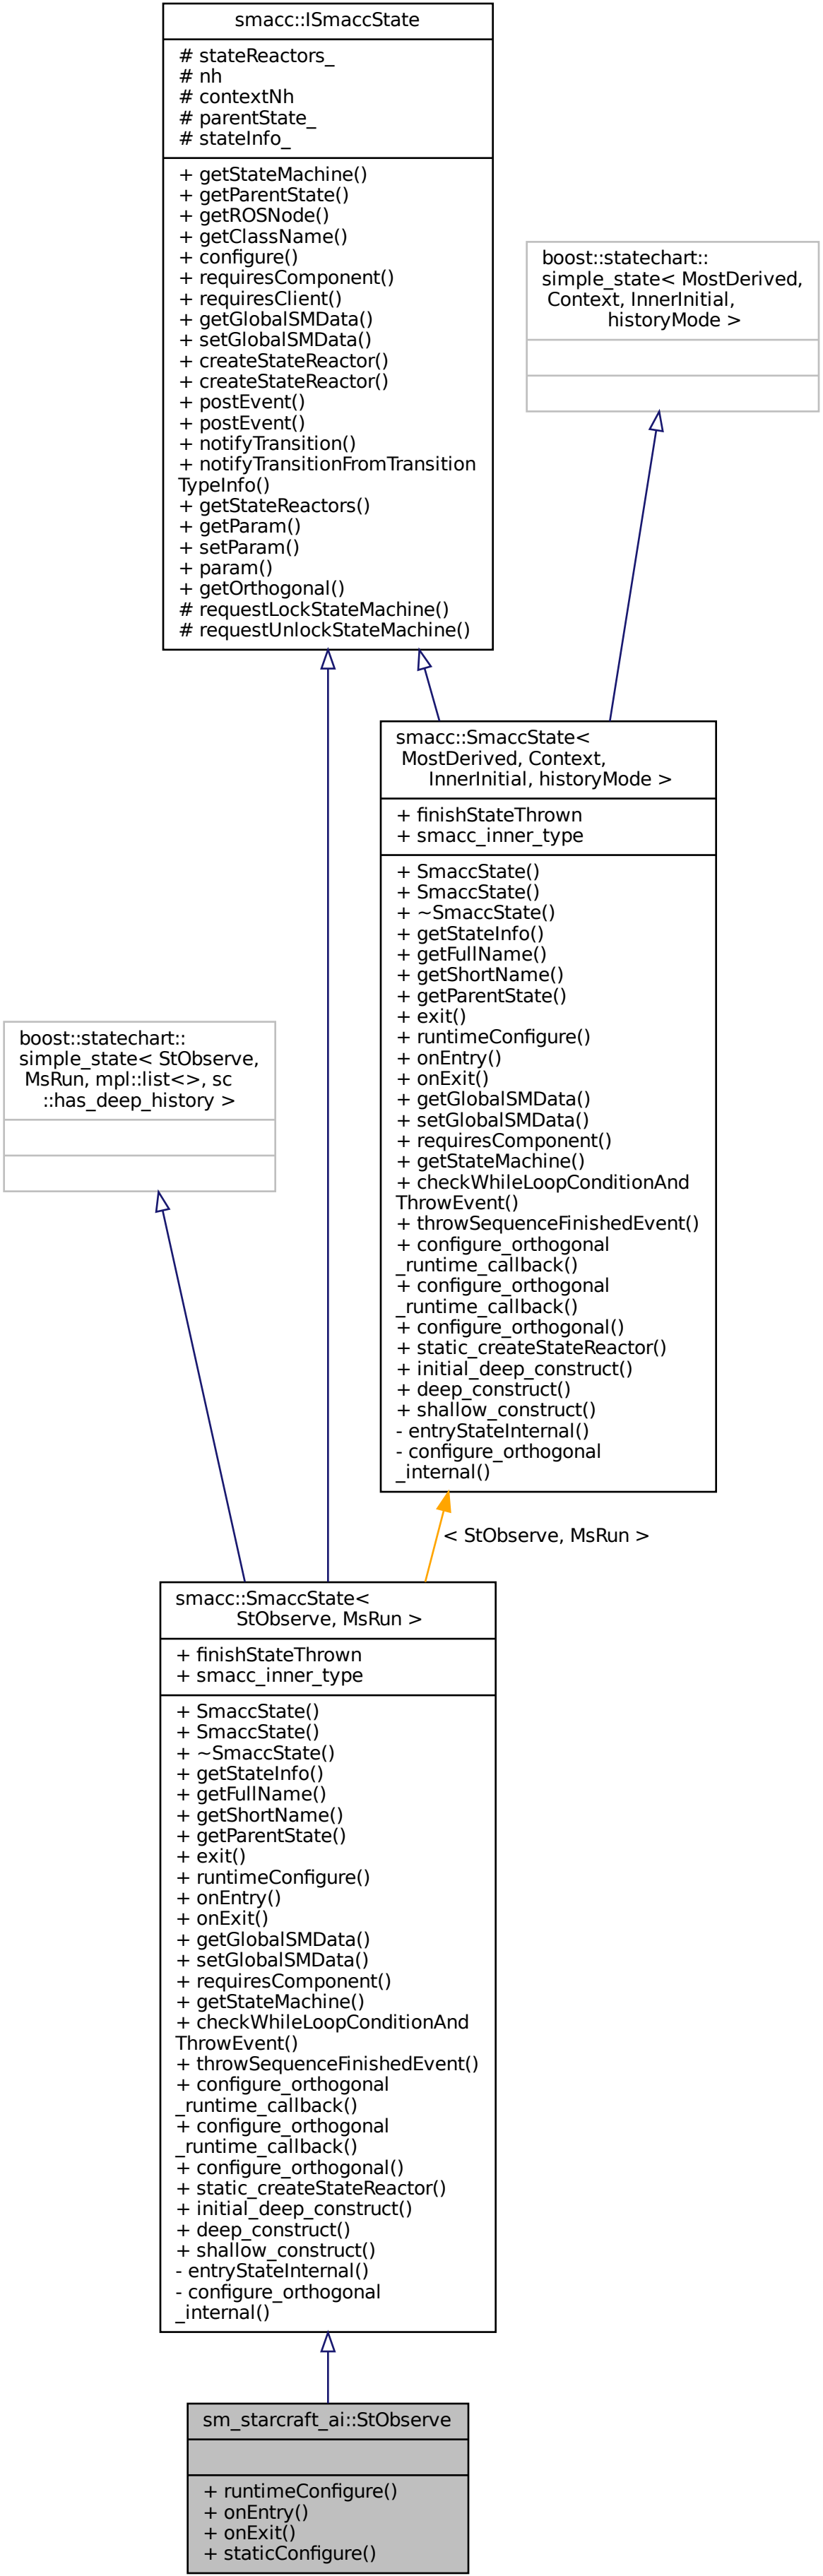 smacc::ISmaccState
# stateReactors_
# nh
# contextNh
# parentState_
# stateInfo_
+ getStateMachine()
+ getParentState()
+ getROSNode()
+ getClassName()
+ configure()
+ requiresComponent()
+ requiresClient()
+ getGlobalSMData()
+ setGlobalSMData()
+ createStateReactor()
+ createStateReactor()
+ postEvent()
+ postEvent()
+ notifyTransition()
+ notifyTransitionFromTransition
TypeInfo()
+ getStateReactors()
+ getParam()
+ setParam()
+ param()
+ getOrthogonal()
# requestLockStateMachine()
# requestUnlockStateMachine()
boost::statechart::
simple_state< MostDerived,
Context, InnerInitial,
historyMode >
smacc::SmaccState<
MostDerived, Context,
InnerInitial, historyMode >
+ finishStateThrown
+ smacc_inner_type
+ SmaccState()
+ SmaccState()
+ ~SmaccState()
+ getStateInfo()
+ getFullName()
+ getShortName()
+ getParentState()
+ exit()
+ runtimeConfigure()
+ onEntry()
+ onExit()
+ getGlobalSMData()
+ setGlobalSMData()
+ requiresComponent()
+ getStateMachine()
+ checkWhileLoopConditionAnd
ThrowEvent()
+ throwSequenceFinishedEvent()
+ configure_orthogonal
_runtime_callback()
+ configure_orthogonal
_runtime_callback()
+ configure_orthogonal()
+ static_createStateReactor()
+ initial_deep_construct()
+ deep_construct()
+ shallow_construct()
- entryStateInternal()
- configure_orthogonal
_internal()
boost::statechart::
simple_state< StObserve,
MsRun, mpl::list<>, sc
::has_deep_history >
< StObserve, MsRun >
smacc::SmaccState<
StObserve, MsRun >
+ finishStateThrown
+ smacc_inner_type
+ SmaccState()
+ SmaccState()
+ ~SmaccState()
+ getStateInfo()
+ getFullName()
+ getShortName()
+ getParentState()
+ exit()
+ runtimeConfigure()
+ onEntry()
+ onExit()
+ getGlobalSMData()
+ setGlobalSMData()
+ requiresComponent()
+ getStateMachine()
+ checkWhileLoopConditionAnd
ThrowEvent()
+ throwSequenceFinishedEvent()
+ configure_orthogonal
_runtime_callback()
+ configure_orthogonal
_runtime_callback()
+ configure_orthogonal()
+ static_createStateReactor()
+ initial_deep_construct()
+ deep_construct()
+ shallow_construct()
- entryStateInternal()
- configure_orthogonal
_internal()
sm_starcraft_ai::StObserve
+ runtimeConfigure()
+ onEntry()
+ onExit()
+ staticConfigure()